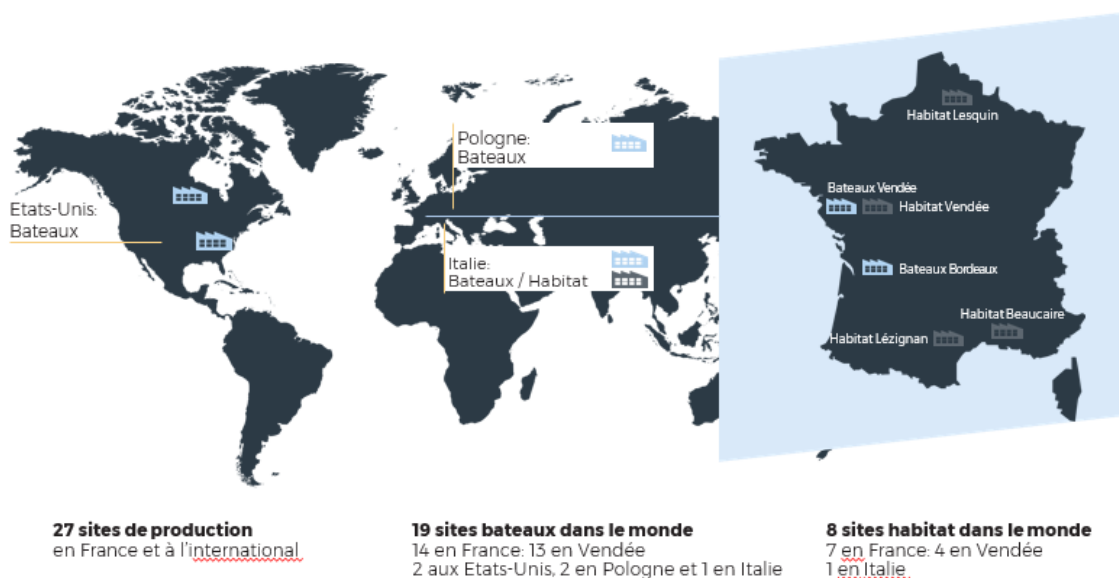 Etats-Unis:
Bateaux
Pologne:
Bateaux
Italie:
Bateaux / Habitat
Habitat Lesquin
Bateaux Vendée
Habitat Vendée
Bateaux Bordeaux
Habitat Beaucaire
Habitat Lézignan
27 sites de production
en France et à l'international
19 sites bateaux dans le monde
14 en France: 13 en Vendée
2 aux Etats-Unis, 2 en Pologne et 1 en Italie
8 sites habitat dans le monde
7 en France: 4 en Vendée
1 en Italie